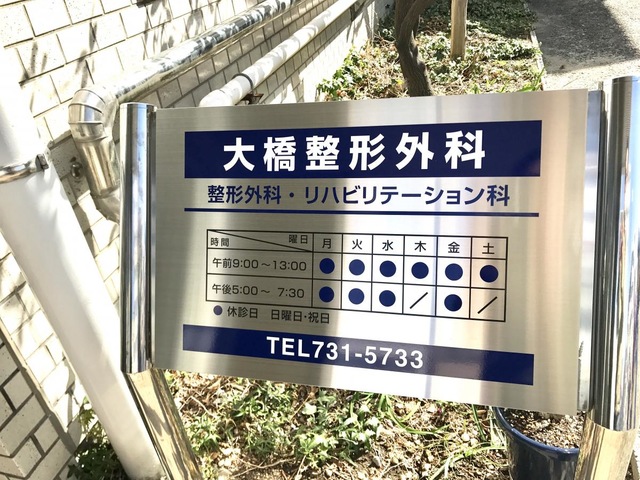 大橋整形外科
整形外科・リハビリテーション科
時間 曜日 月 火 水 木 金 土
午前9:00～13:00 ● ● ● ● ● ●
午後5:00～ 7:30 ● ● ● ／ ● ／
● 休診日 日曜日・祝日
TEL731-5733